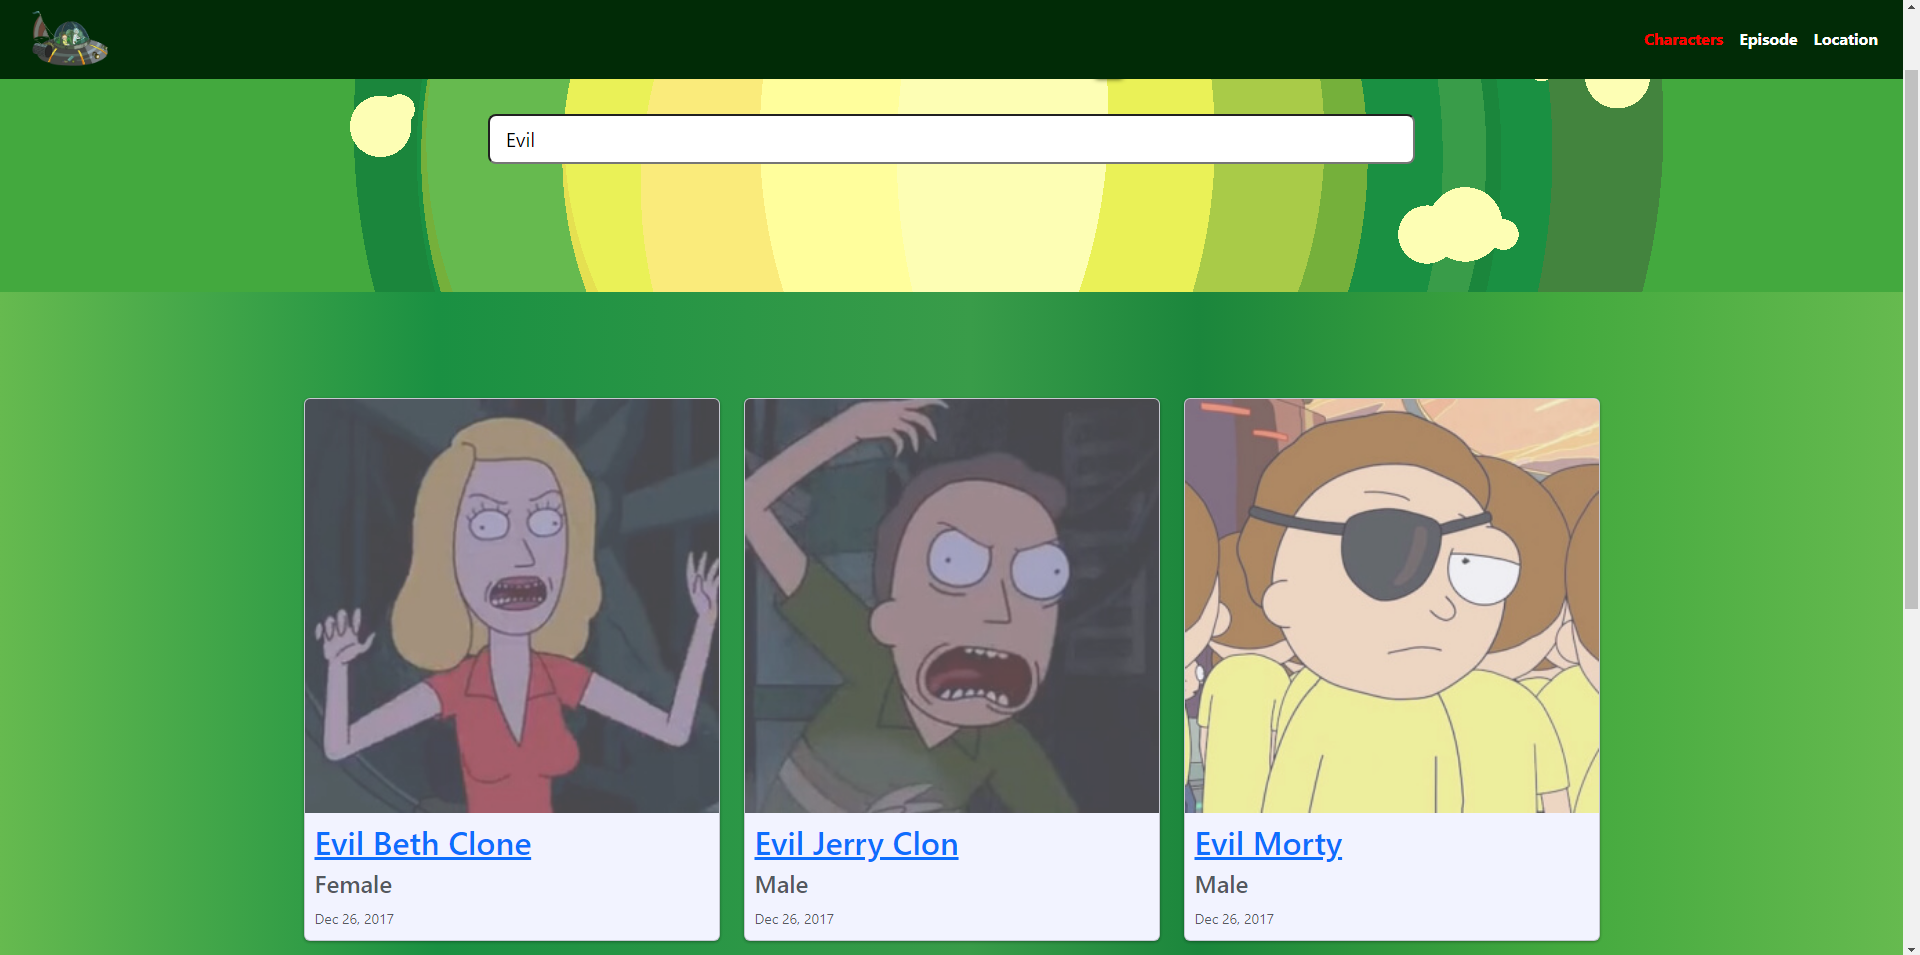 Characters Episode Location
Evil
Evil Beth Clone
Female
Dec 26, 2017
Evil Jerry Clon
Male
Dec 26, 2017
Evil Morty
Male
Dec 26, 2017